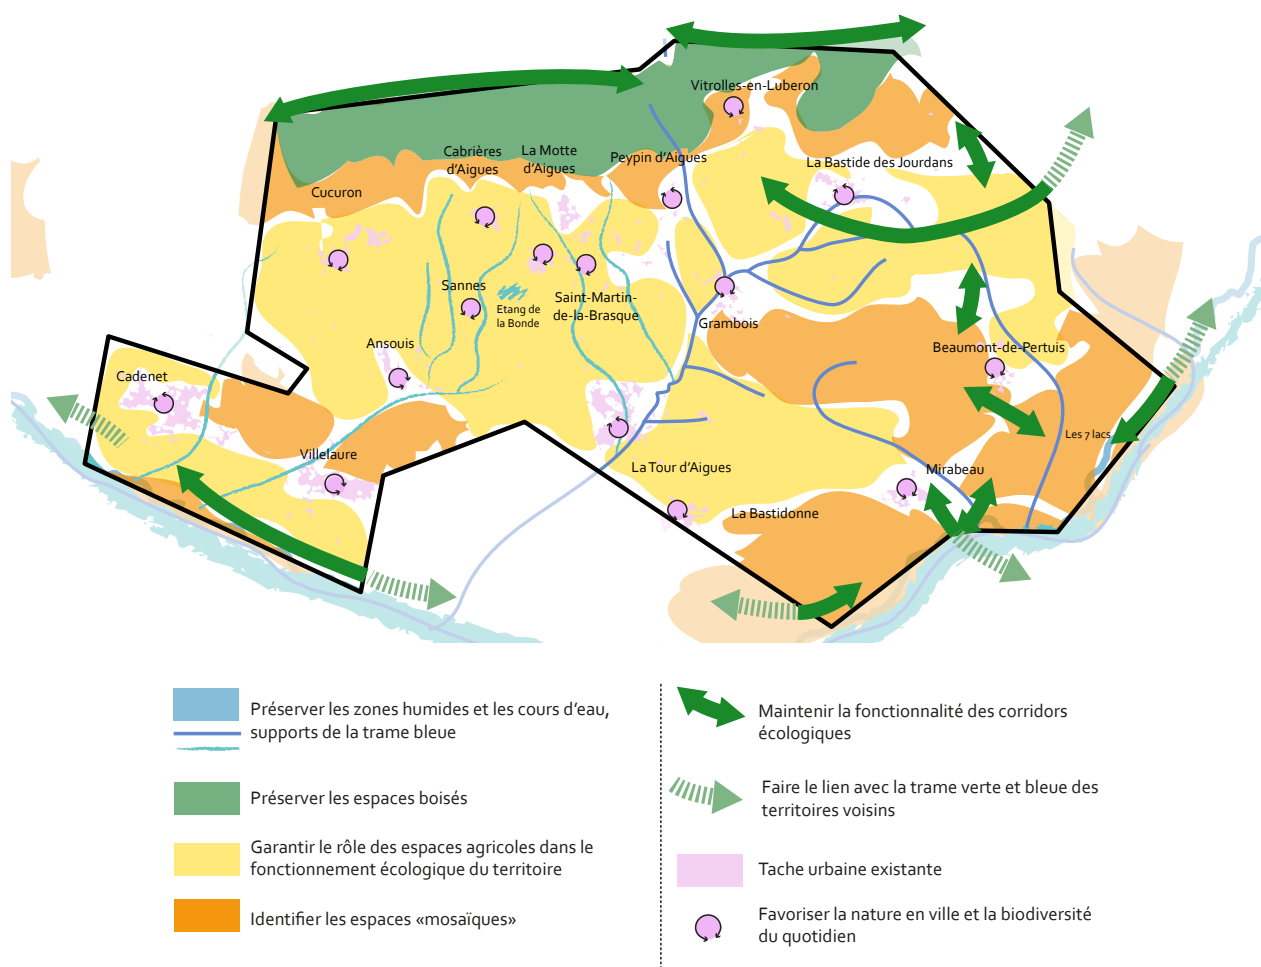 Vitrolles-en-Luberon
Cabrières
d'Aigues
La Motte
d'Aigues
Peypin d'Aigues
La Bastide des Jourdans
Cucuron
Sannes
Etang de
la Bonde
Saint-Martin-
de-la-Brasque
Grambois
Ansouis
Beaumont-de-Pertuis
Cadenet
Les 7 lacs
Villelaure
La Tour d'Aigues
Mirabeau
La Bastidonne
Préserver les zones humides et les cours d'eau,
supports de la trame bleue
Préserver les espaces boisés
Garantir le rôle des espaces agricoles dans le
fonctionnement écologique du territoire
Identifier les espaces «mosaïques»
Maintenir la fonctionnalité des corridors
écologiques
Faire le lien avec la trame verte et bleue des
territoires voisins
Tache urbaine existante
Favoriser la nature en ville et la biodiversité
du quotidien